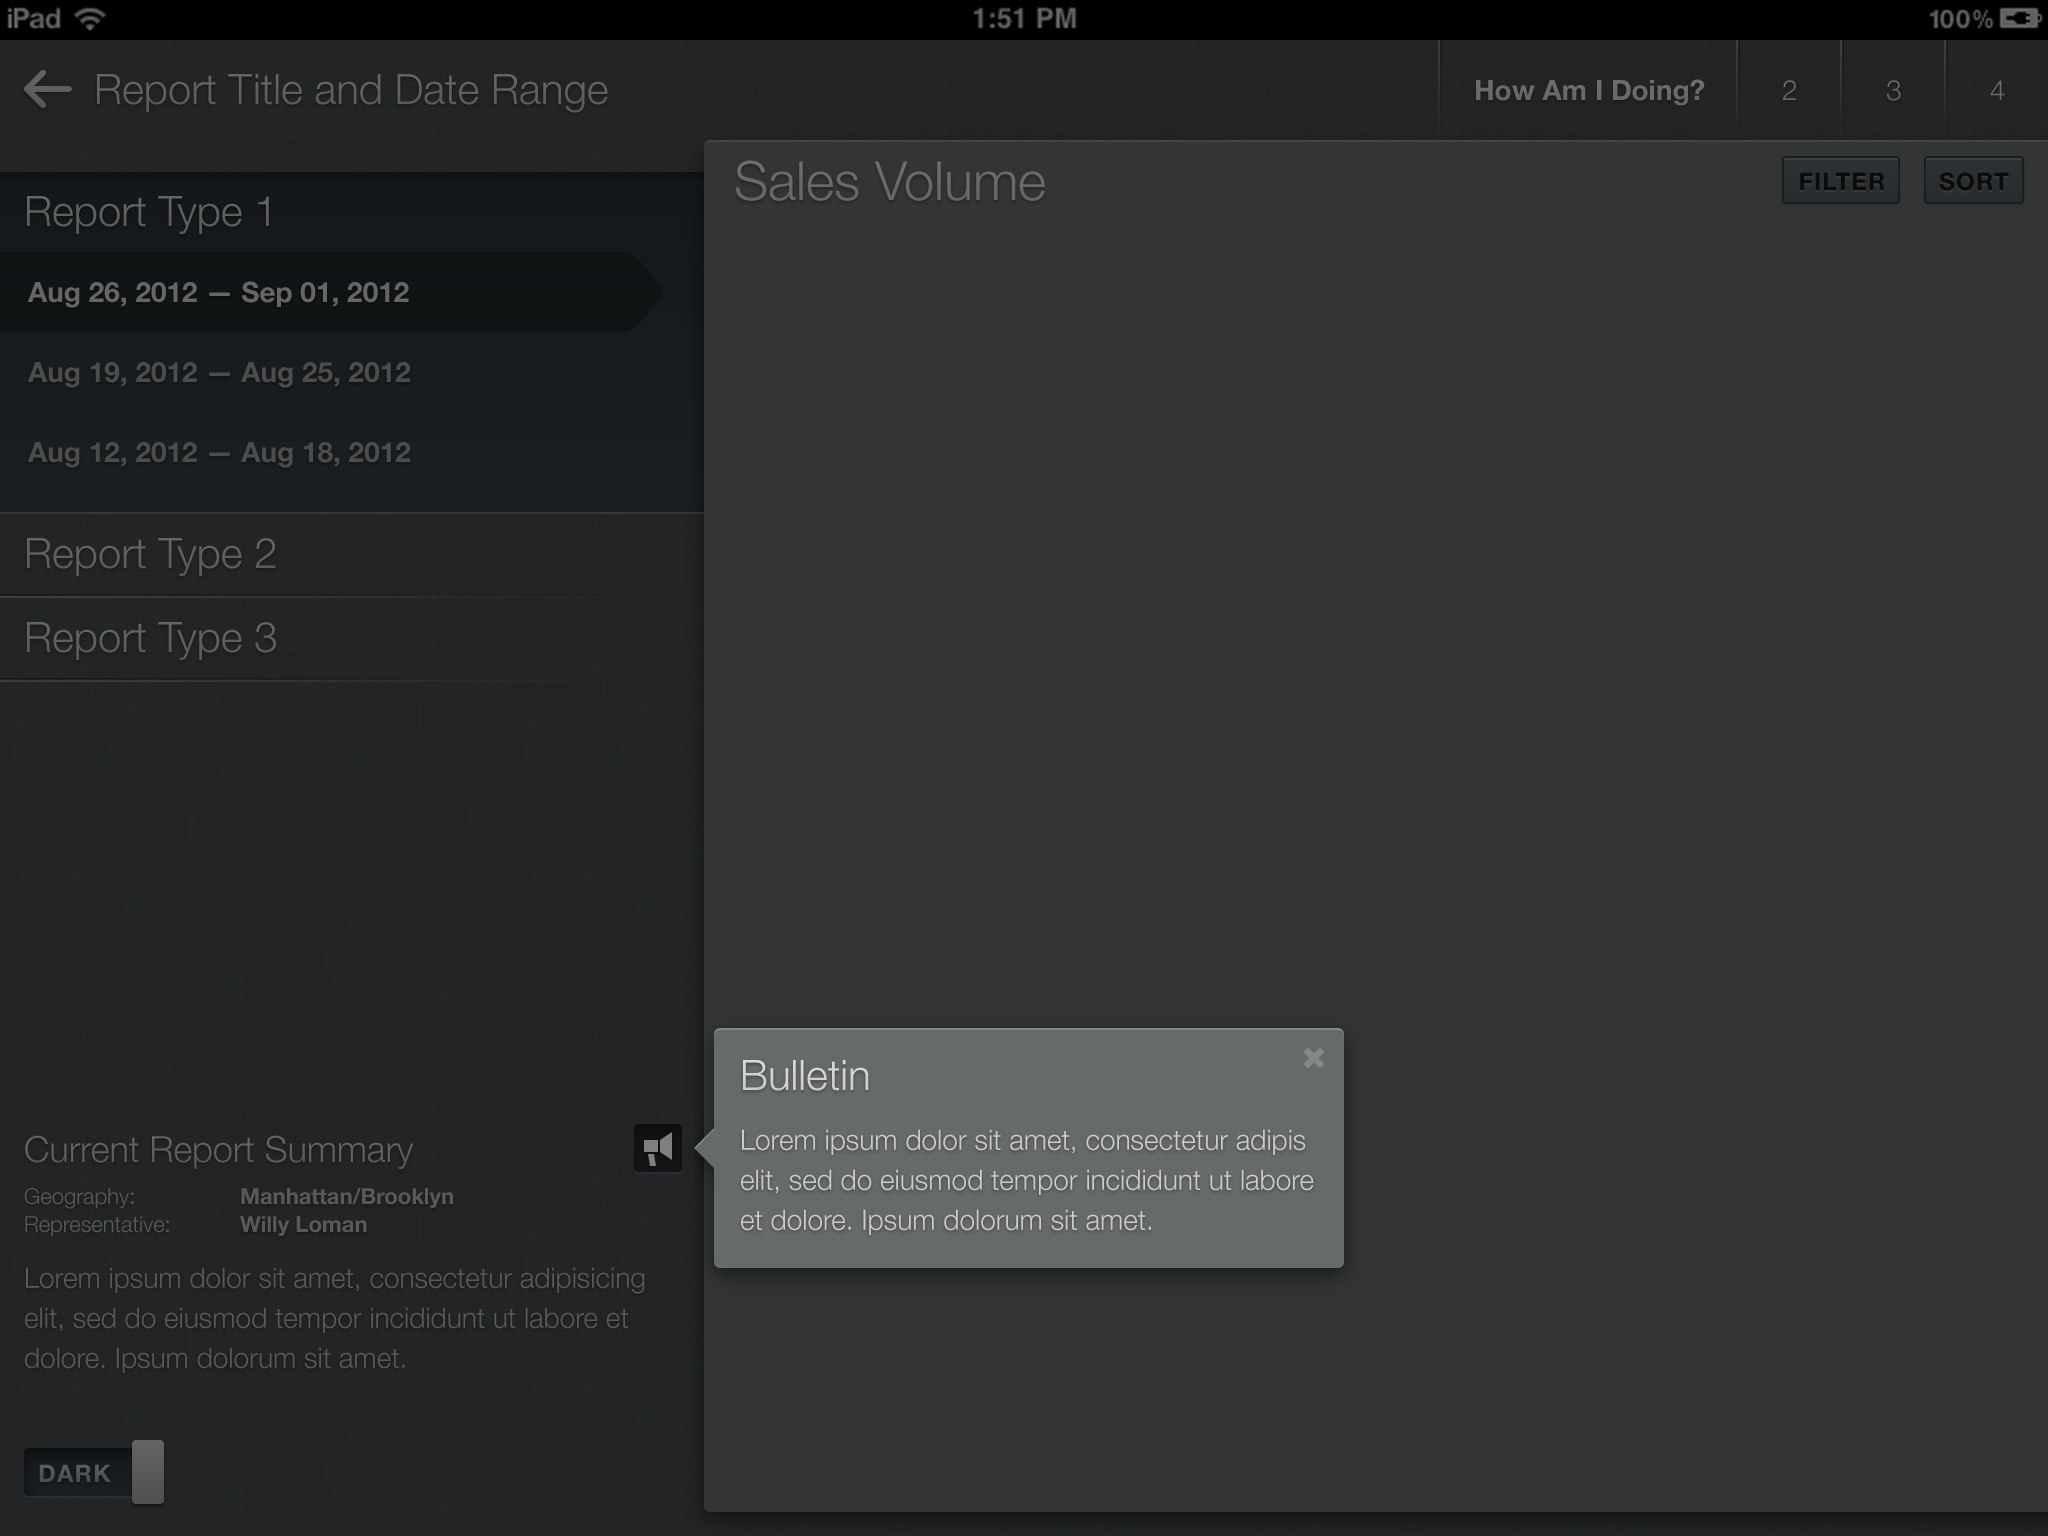 iPad
1:51 PM
100%
Report Title and Date Range
How Am I Doing?
2
3
4
Report Type 1
Aug 26, 2012 — Sep 01, 2012
Aug 19, 2012 — Aug 25, 2012
Aug 12, 2012 — Aug 18, 2012
Report Type 2
Report Type 3
Sales Volume
FILTER
SORT
Bulletin
Lorem ipsum dolor sit amet, consectetur adipis
elit, sed do eiusmod tempor incididunt ut labore
et dolore. Ipsum dolorum sit amet.
Current Report Summary
Geography: Manhattan/Brooklyn
Representative: Willy Loman
Lorem ipsum dolor sit amet, consectetur adipisicing
elit, sed do eiusmod tempor incididunt ut labore et
dolore. Ipsum dolorum sit amet.
DARK